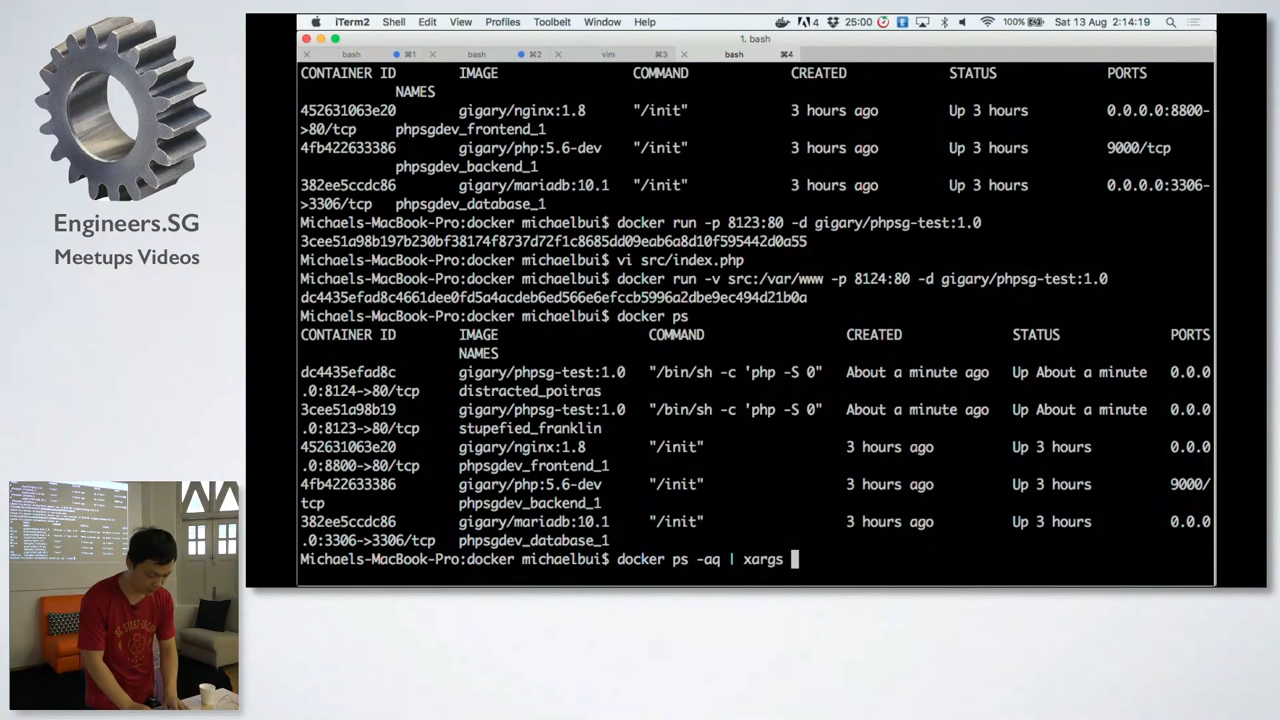 iTerm2 Shell Edit View Profiles Toolbelt Window Help 4 25:00 100% Sat 13 Aug 2:14:19
1. bash
bash ⌘1 bash ⌘2 vim ⌘3 bash ⌘4
CONTAINER ID IMAGE COMMAND CREATED STATUS PORTS
NAMES
452631063e20 gigary/nginx:1.8 "/init" 3 hours ago Up 3 hours 0.0.0.0:8800-
>80/tcp phpsgdev_frontend_1
4fb422633386 gigary/php:5.6-dev "/init" 3 hours ago Up 3 hours 9000/tcp
phpsgdev_backend_1
382ee5ccdc86 gigary/mariadb:10.1 "/init" 3 hours ago Up 3 hours 0.0.0.0:3306-
>3306/tcp phpsgdev_database_1
Michaels-MacBook-Pro:docker michaelbui$ docker run -p 8123:80 -d gigary/phpsg-test:1.0
3cee51a98b197b230bf38174f8737d72f1c8685dd09eab6a8d10f595442d0a55
Michaels-MacBook-Pro:docker michaelbui$ vi src/index.php
Michaels-MacBook-Pro:docker michaelbui$ docker run -v src:/var/www -p 8124:80 -d gigary/phpsg-test:1.0
dc4435efad8c4661dee0fd5a4acdeb6ed566e6efccb5996a2dbe9ec494d21b0a
Michaels-MacBook-Pro:docker michaelbui$ docker ps
CONTAINER ID IMAGE COMMAND CREATED STATUS PORTS
NAMES
dc4435efad8c gigary/phpsg-test:1.0 "/bin/sh -c 'php -S 0" About a minute ago Up About a minute 0.0.0
.0:8124->80/tcp distracted_poitras
3cee51a98b19 gigary/phpsg-test:1.0 "/bin/sh -c 'php -S 0" About a minute ago Up About a minute 0.0.0
.0:8123->80/tcp stupefied_franklin
452631063e20 gigary/nginx:1.8 "/init" 3 hours ago Up 3 hours 0.0.0
.0:8800->80/tcp phpsgdev_frontend_1
4fb422633386 gigary/php:5.6-dev "/init" 3 hours ago Up 3 hours 9000/
tcp phpsgdev_backend_1
382ee5ccdc86 gigary/mariadb:10.1 "/init" 3 hours ago Up 3 hours 0.0.0
.0:3306->3306/tcp phpsgdev_database_1
Michaels-MacBook-Pro:docker michaelbui$ docker ps -aq | xargs
Engineers.SG
Meetups Videos